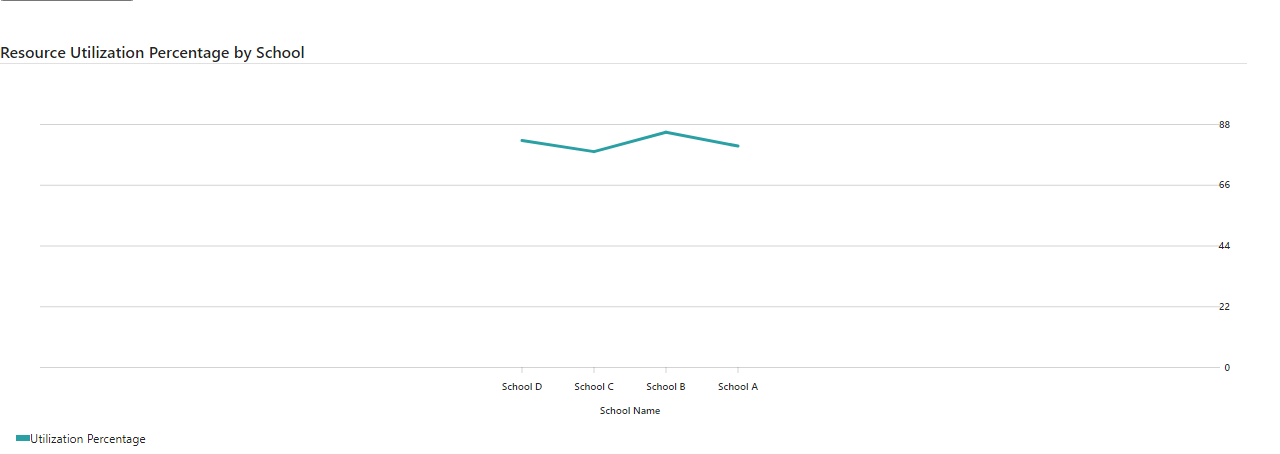 Resource Utilization Percentage by School
88
66
44
22
0
School D School C School B School A
School Name
Utilization Percentage